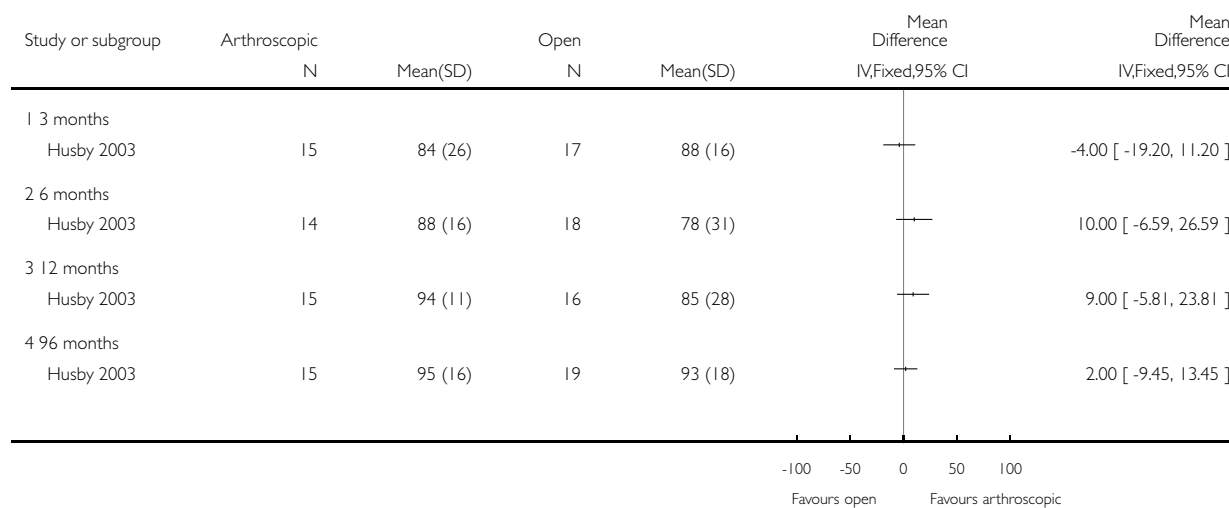 Study or subgroup Arthroscopic Open Mean Difference Mean Difference
N Mean(SD) N Mean(SD) IV,Fixed,95% CI IV,Fixed,95% CI
1 3 months
Husby 2003 15 84 (26) 17 88 (16) -4.00 [ -19.20, 11.20 ]
2 6 months
Husby 2003 14 88 (16) 18 78 (31) 10.00 [ -6.59, 26.59 ]
3 12 months
Husby 2003 15 94 (11) 16 85 (28) 9.00 [ -5.81, 23.81 ]
4 96 months
Husby 2003 15 95 (16) 19 93 (18) 2.00 [ -9.45, 13.45 ]
-100 -50 0 50 100
Favours open Favours arthroscopic